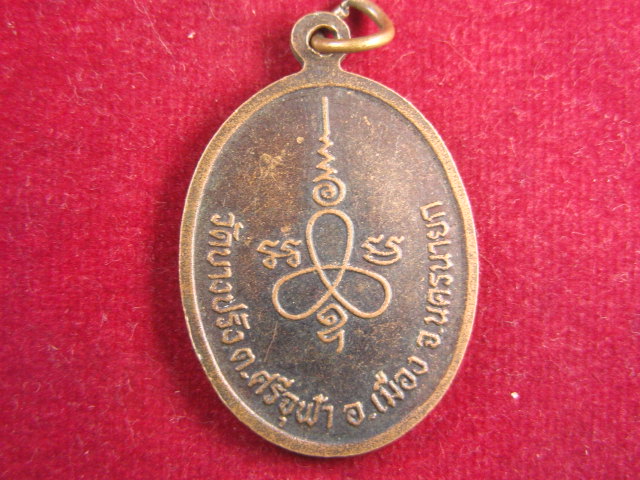 วัดบางปรัง ต.ศรีจุฬา อ.เมือง จ.นครนายก